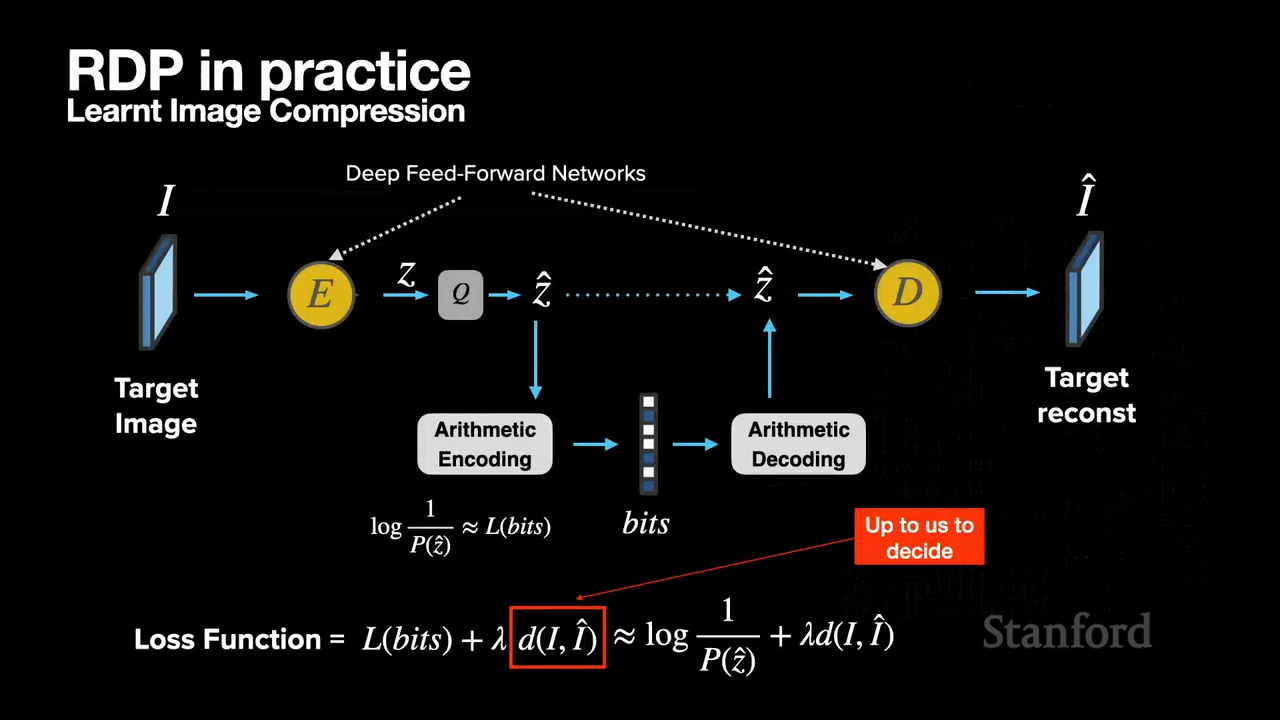 RDP in practice
Learnt Image Compression
Deep Feed-Forward Networks
I
Î
E
z
Q
ẑ
ẑ
D
Target
Image
Target
reconst
Arithmetic
Encoding
Arithmetic
Decoding
log 1/P(ẑ) ≈ L(bits)
bits
Up to us to
decide
Loss Function = L(bits) + λ d(I, Î) ≈ log 1/P(ẑ) + λd(I, Î)
Stanford